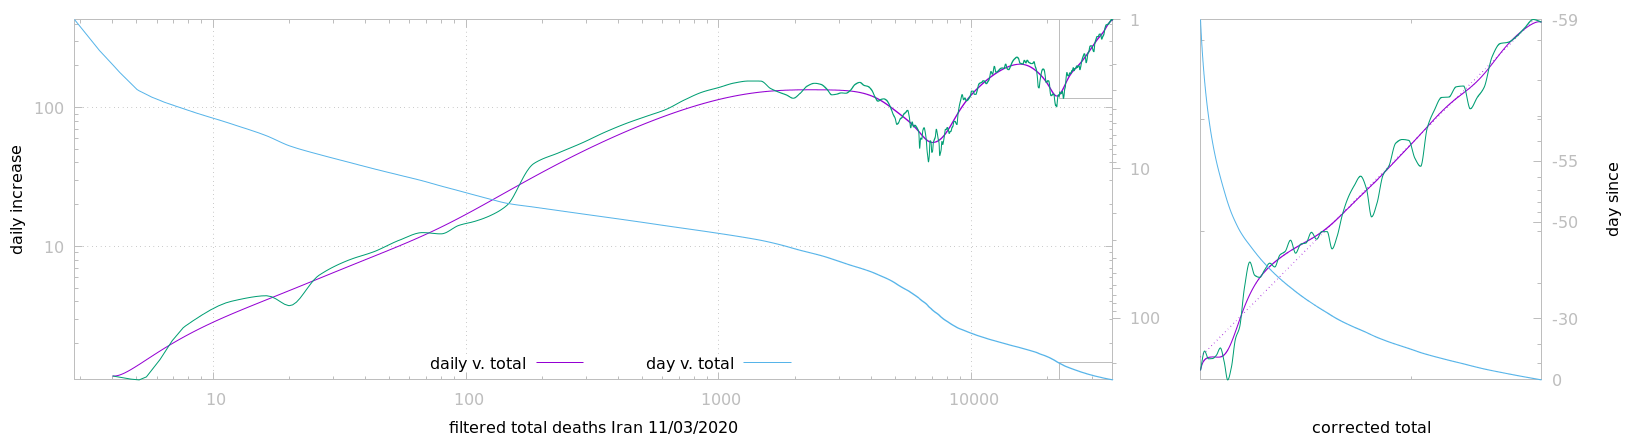 daily increase
100
10
daily v. total
day v. total
1
10
100
10
100
1000
10000
filtered total deaths Iran 11/03/2020
-59
-55
-50
-30
0
day since
corrected total